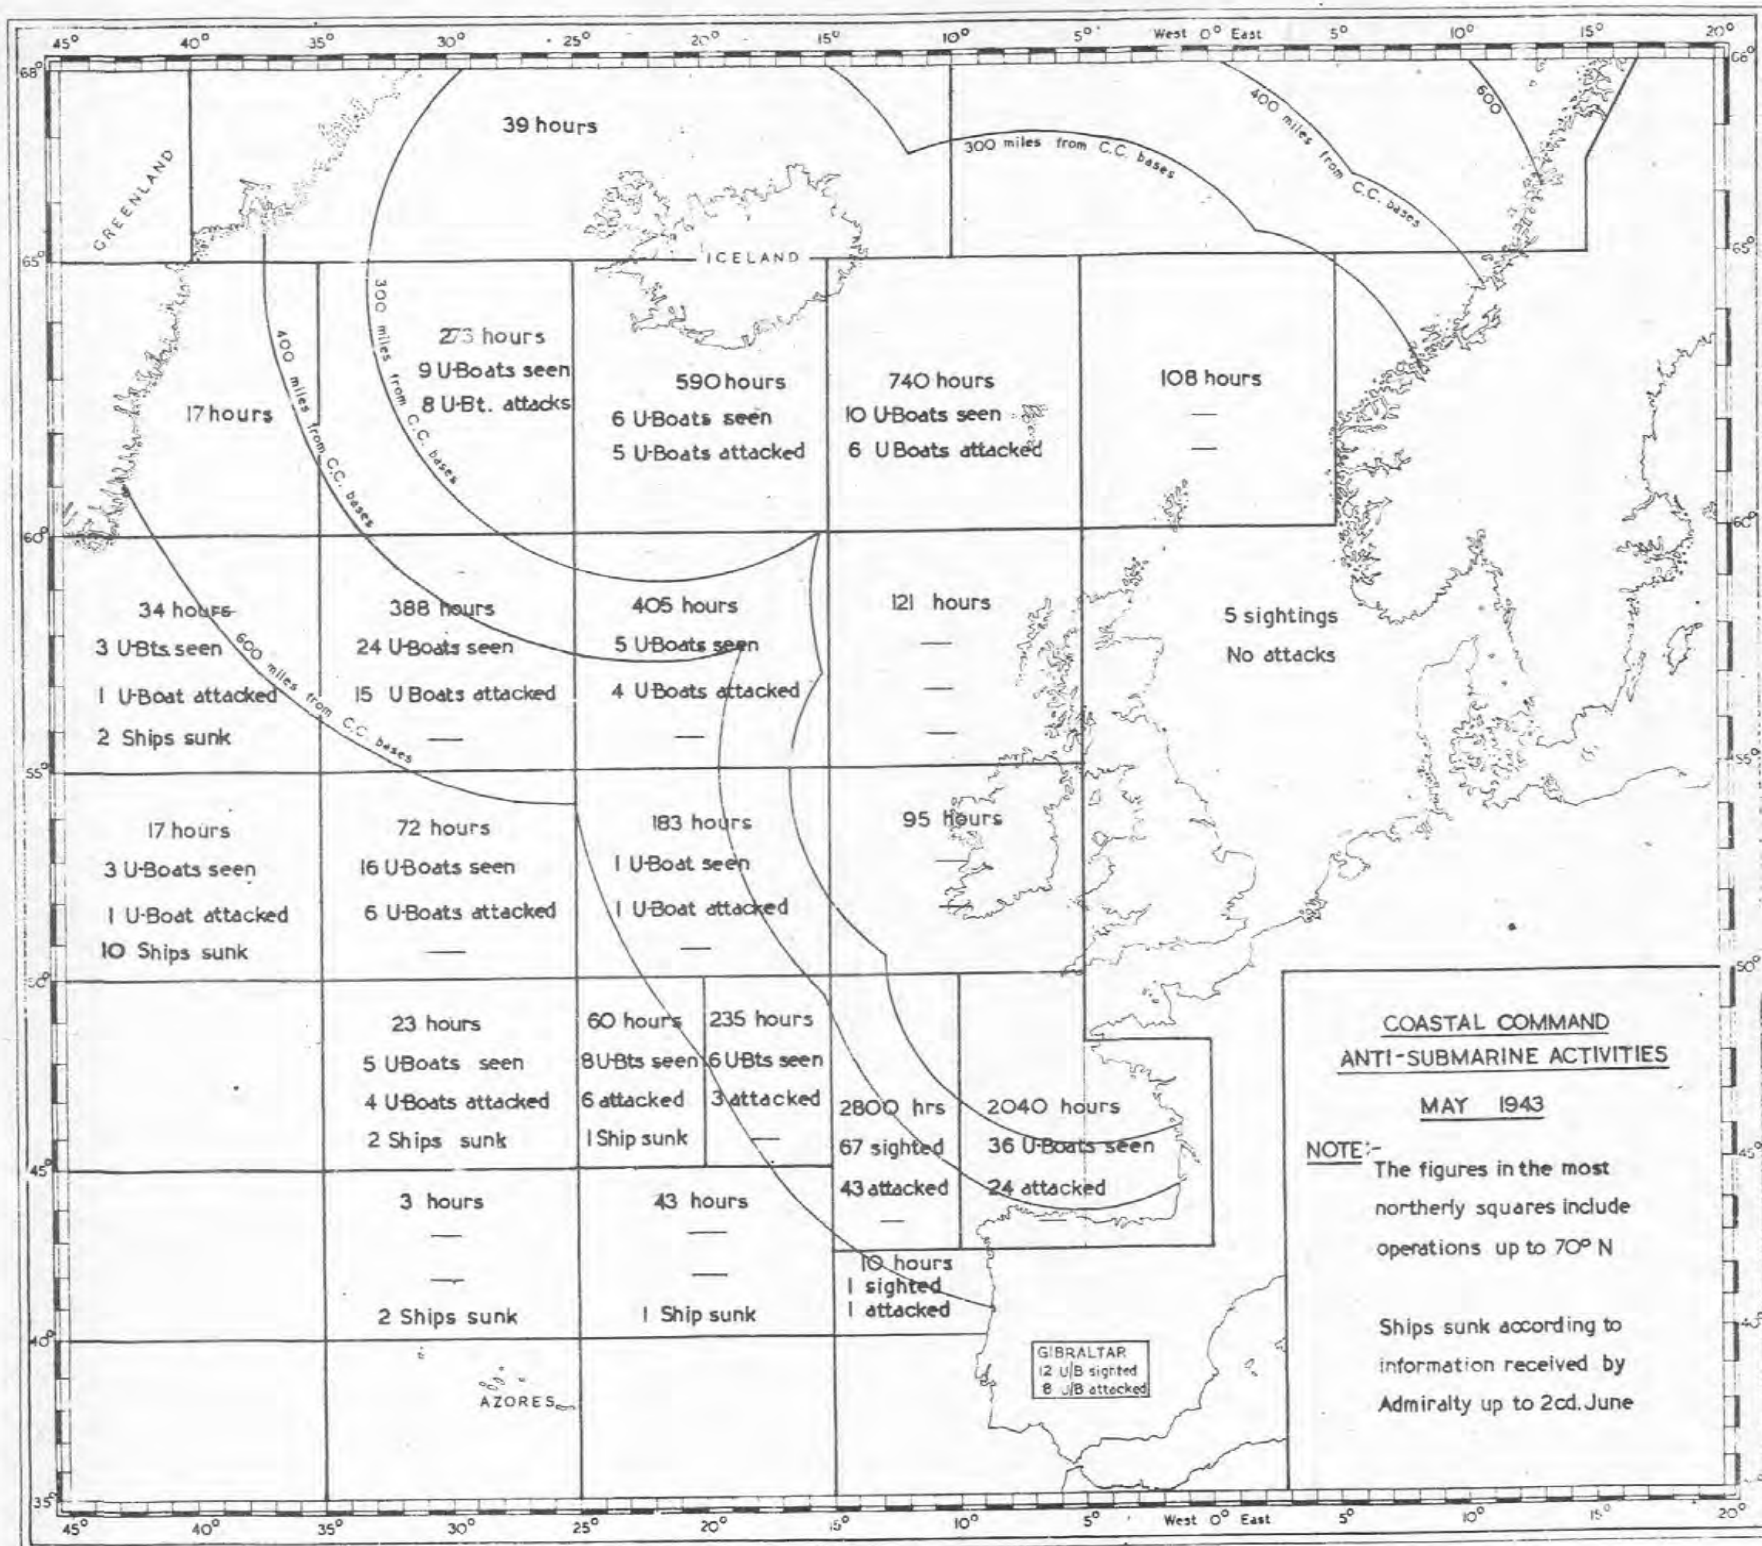 45° 40° 35° 30° 25° 20° 15° 10° 5° West 0° East 5° 10° 15° 20°
68° 68°
39 hours
600
400 miles from C.C. bases
300 miles from C.C. bases
GREENLAND
65° 65°
ICELAND
300 miles from C.C. bases
400 miles from C.C. bases
17 hours
273 hours
9 U-Boats seen
8 U-Bt. attacks
590 hours
6 U-Boats seen
5 U-Boats attacked
740 hours
10 U-Boats seen
6 U Boats attacked
108 hours
—
—
60° 60°
34 hours
3 U-Bts. seen
1 U-Boat attacked
2 Ships sunk
600 miles from C.C. bases
388 hours
24 U-Boats seen
15 U Boats attacked
—
405 hours
5 U-Boats seen
4 U-Boats attacked
—
121 hours
—
—
—
5 sightings
No attacks
55° 55°
17 hours
3 U-Boats seen
1 U-Boat attacked
10 Ships sunk
72 hours
16 U-Boats seen
6 U-Boats attacked
—
183 hours
1 U-Boat seen
1 U-Boat attacked
—
95 hours
—
—
50° 50°
23 hours
5 U-Boats seen
4 U-Boats attacked
2 Ships sunk
60 hours
8 U-Bts seen
6 attacked
1 Ship sunk
235 hours
6 U-Bts seen
3 attacked
—
2800 hrs
67 sighted
43 attacked
—
2040 hours
36 U-Boats seen
24 attacked
—
45° 45°
3 hours
—
—
2 Ships sunk
43 hours
—
—
1 Ship sunk
10 hours
1 sighted
1 attacked
40° 40°
AZORES
GIBRALTAR
12 U/B sighted
8 U/B attacked
COASTAL COMMAND
ANTI-SUBMARINE ACTIVITIES
MAY 1943
NOTE:-
The figures in the most
northerly squares include
operations up to 70° N
Ships sunk according to
information received by
Admiralty up to 2cd. June
35°
45° 40° 35° 30° 25° 20° 15° 10° 5° West 0° East 5° 10° 15° 20°